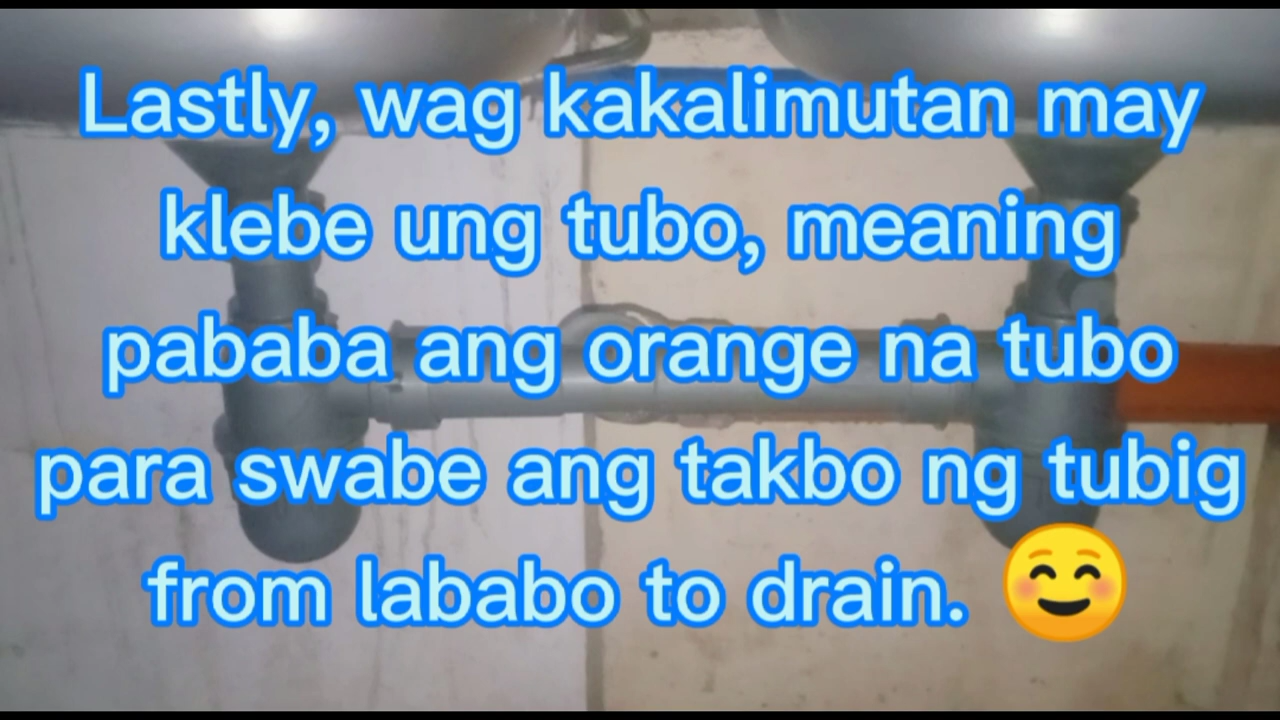 Lastly, wag kakalimutan may
klebe ung tubo, meaning
pababa ang orange na tubo
para swabe ang takbo ng tubig
from lababo to drain. ☺️